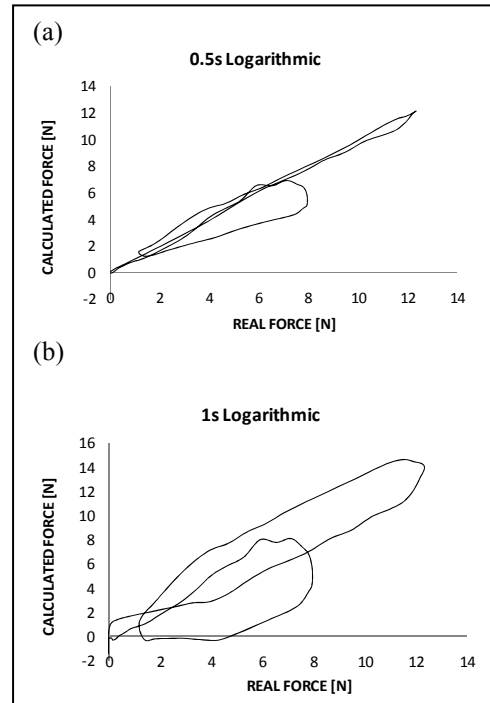 (a)
0.5s Logarithmic
14
12
10
8
6
4
2
0
-2
CALCULATED FORCE [N]
0 2 4 6 8 10 12 14
REAL FORCE [N]
(b)
1s Logarithmic
16
14
12
10
8
6
4
2
0
-2
CALCULATED FORCE [N]
0 2 4 6 8 10 12 14
REAL FORCE [N]